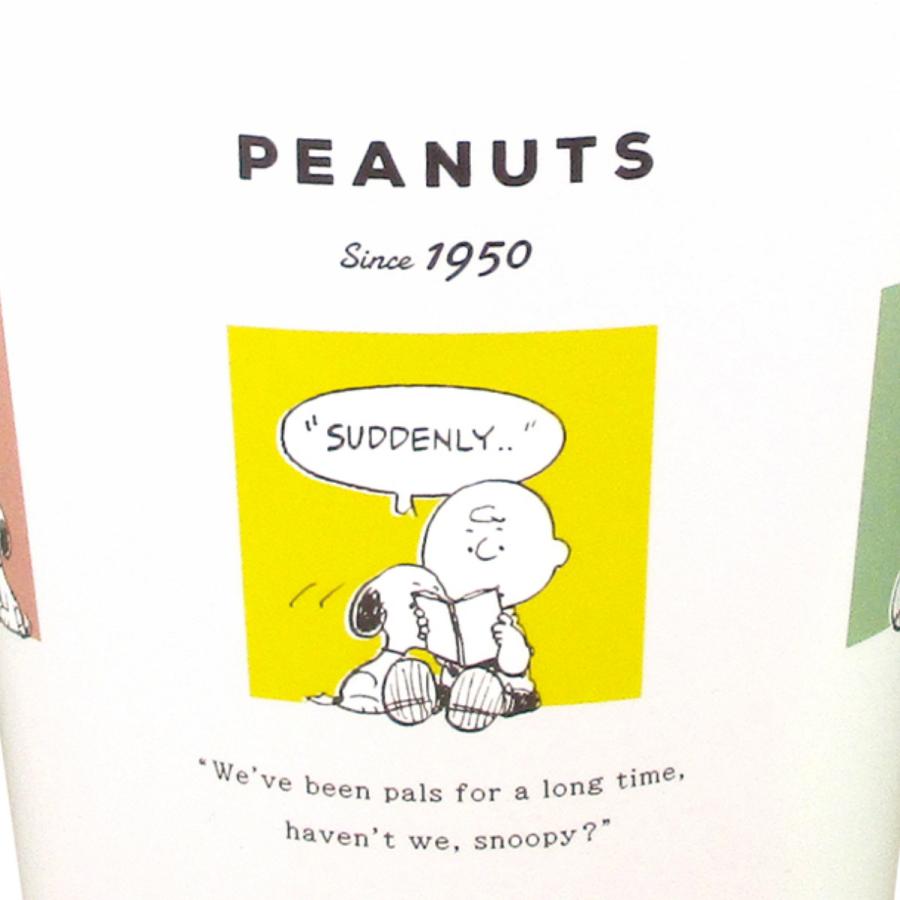 PEANUTS
Since 1950
"SUDDENLY.."
“We've been pals for a long time,
haven't we, snoopy?”